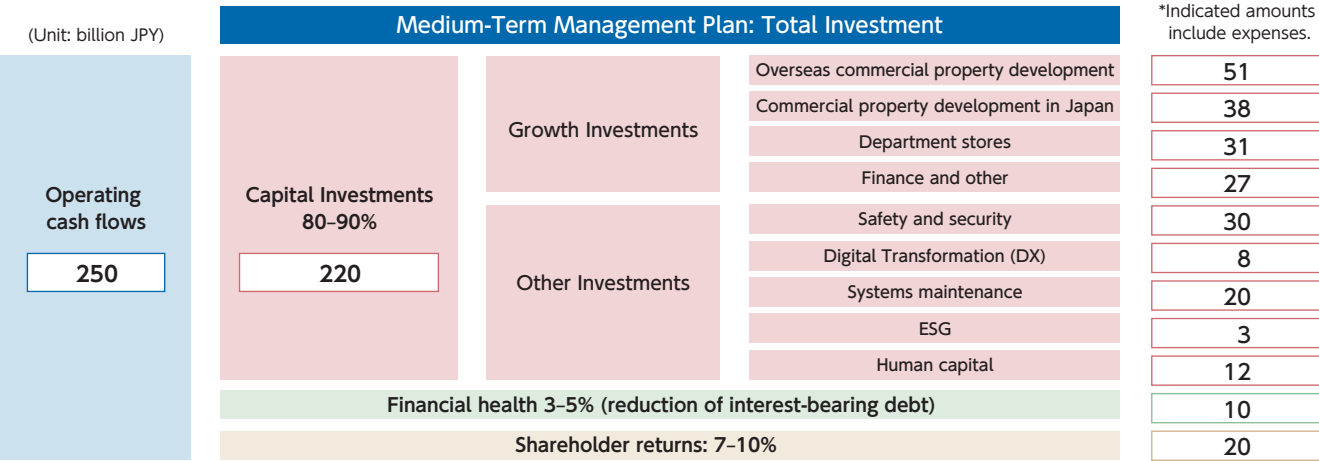 (Unit: billion JPY)
Medium-Term Management Plan: Total Investment
*Indicated amounts
include expenses.
Operating
cash flows
250
Capital Investments
80–90%
220
Growth Investments
Overseas commercial property development
51
Commercial property development in Japan
38
Department stores
31
Finance and other
27
Other Investments
Safety and security
30
Digital Transformation (DX)
8
Systems maintenance
20
ESG
3
Human capital
12
Financial health 3–5% (reduction of interest-bearing debt)
10
Shareholder returns: 7–10%
20